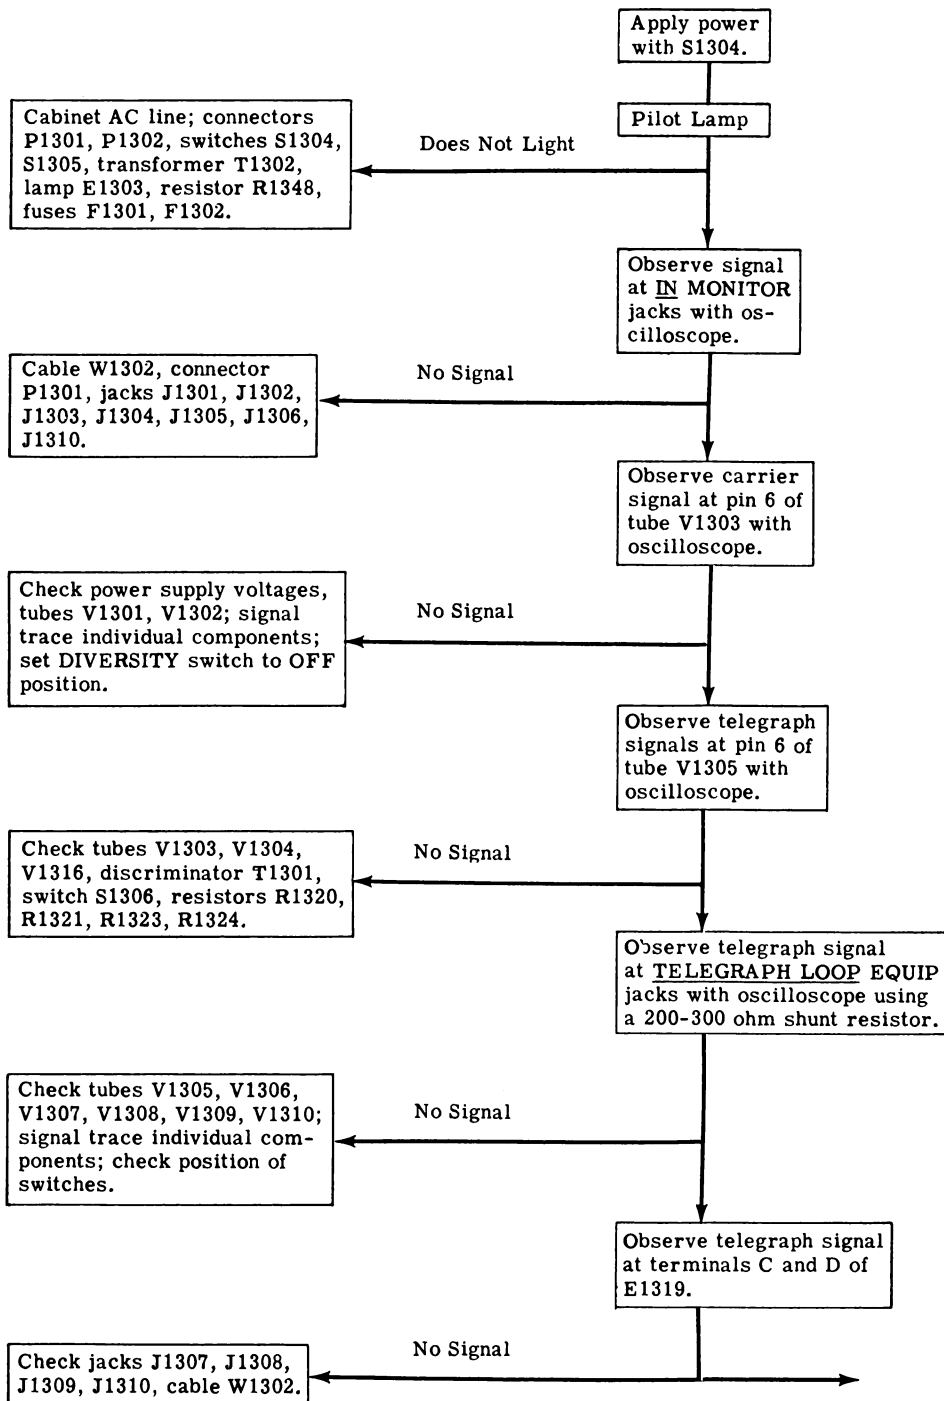 Apply power
with S1304.
Pilot Lamp
Does Not Light
Cabinet AC line; connectors
P1301, P1302, switches S1304,
S1305, transformer T1302,
lamp E1303, resistor R1348,
fuses F1301, F1302.
Observe signal
at IN MONITOR
jacks with os-
cilloscope.
No Signal
Cable W1302, connector
P1301, jacks J1301, J1302,
J1303, J1304, J1305, J1306,
J1310.
Observe carrier
signal at pin 6 of
tube V1303 with
oscilloscope.
No Signal
Check power supply voltages,
tubes V1301, V1302; signal
trace individual components;
set DIVERSITY switch to OFF
position.
Observe telegraph
signals at pin 6 of
tube V1305 with
oscilloscope.
No Signal
Check tubes V1303, V1304,
V1316, discriminator T1301,
switch S1306, resistors R1320,
R1321, R1323, R1324.
Observe telegraph signal
at TELEGRAPH LOOP EQUIP
jacks with oscilloscope using
a 200-300 ohm shunt resistor.
No Signal
Check tubes V1305, V1306,
V1307, V1308, V1309, V1310;
signal trace individual com-
ponents; check position of
switches.
Observe telegraph signal
at terminals C and D of
E1319.
No Signal
Check jacks J1307, J1308,
J1309, J1310, cable W1302.